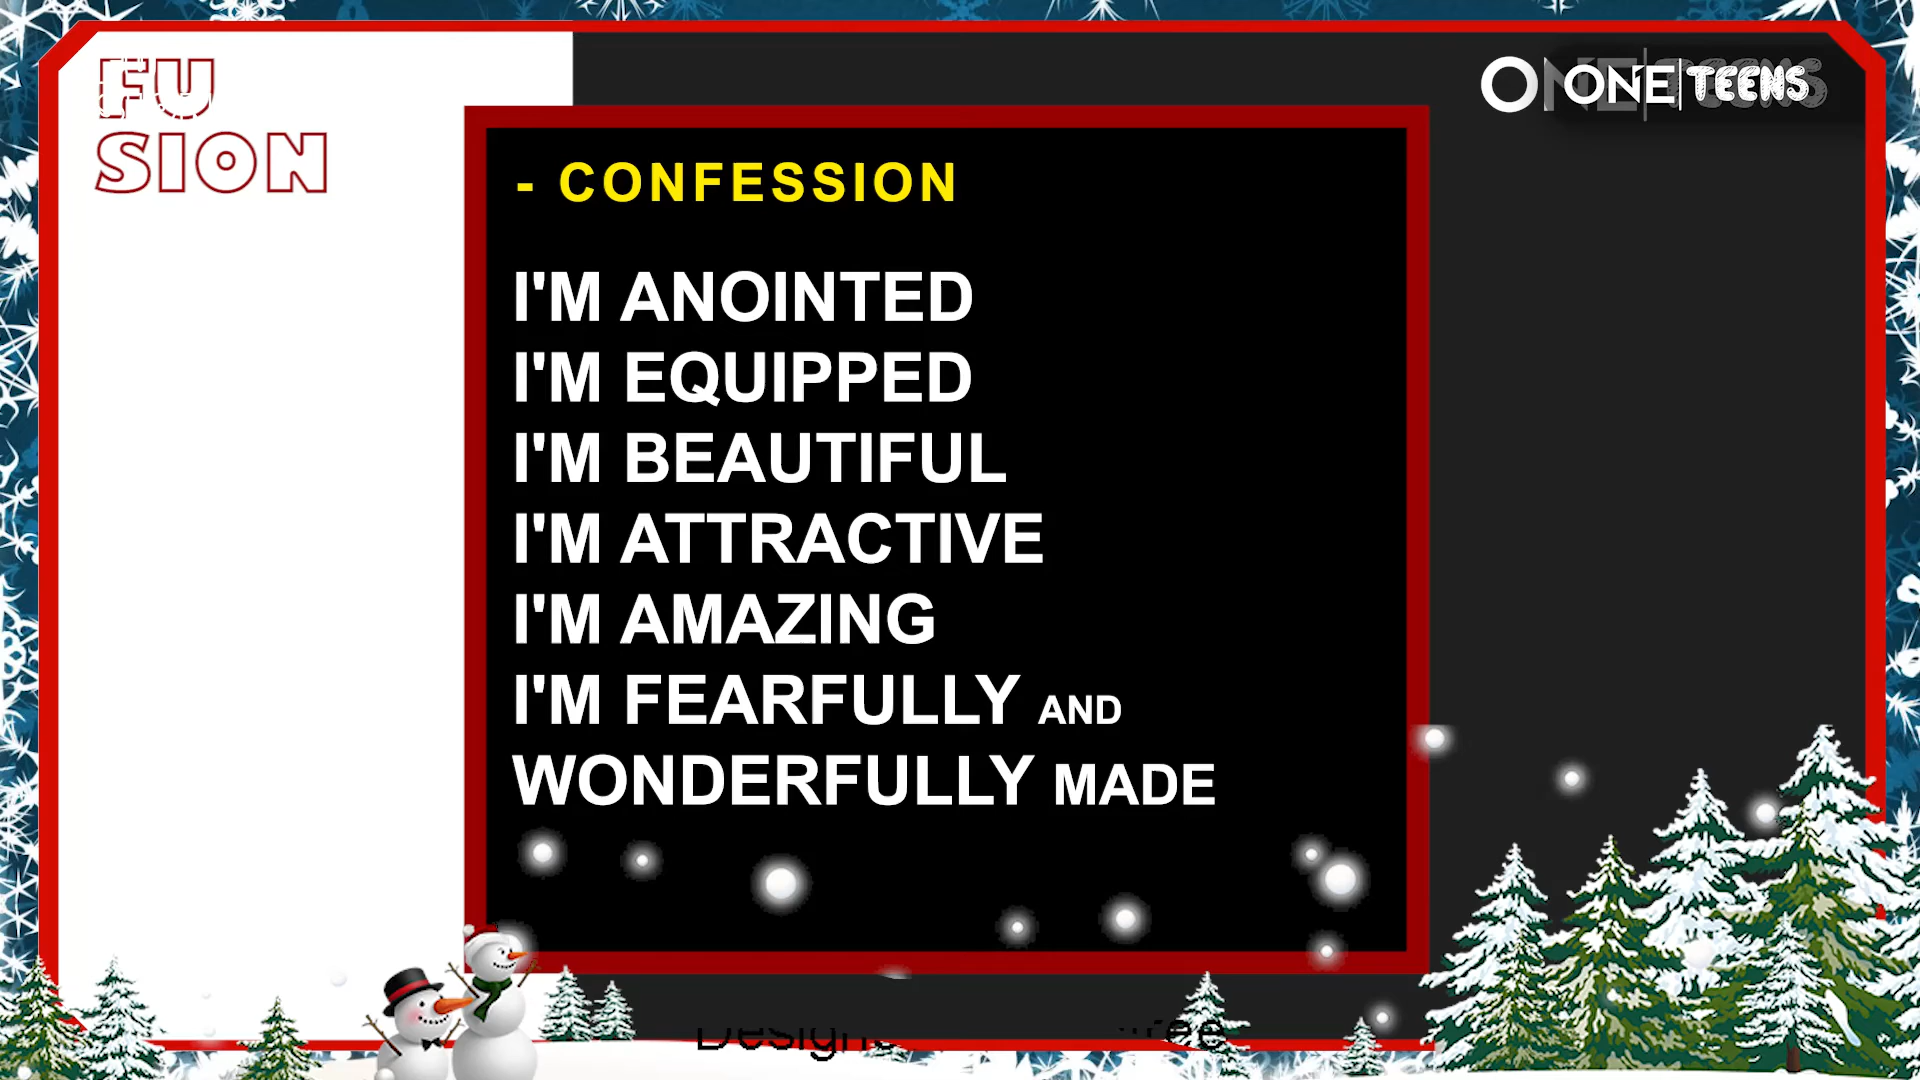 FU
SION
ONE TEENS
- CONFESSION
I'M ANOINTED
I'M EQUIPPED
I'M BEAUTIFUL
I'M ATTRACTIVE
I'M AMAZING
I'M FEARFULLY AND
WONDERFULLY MADE